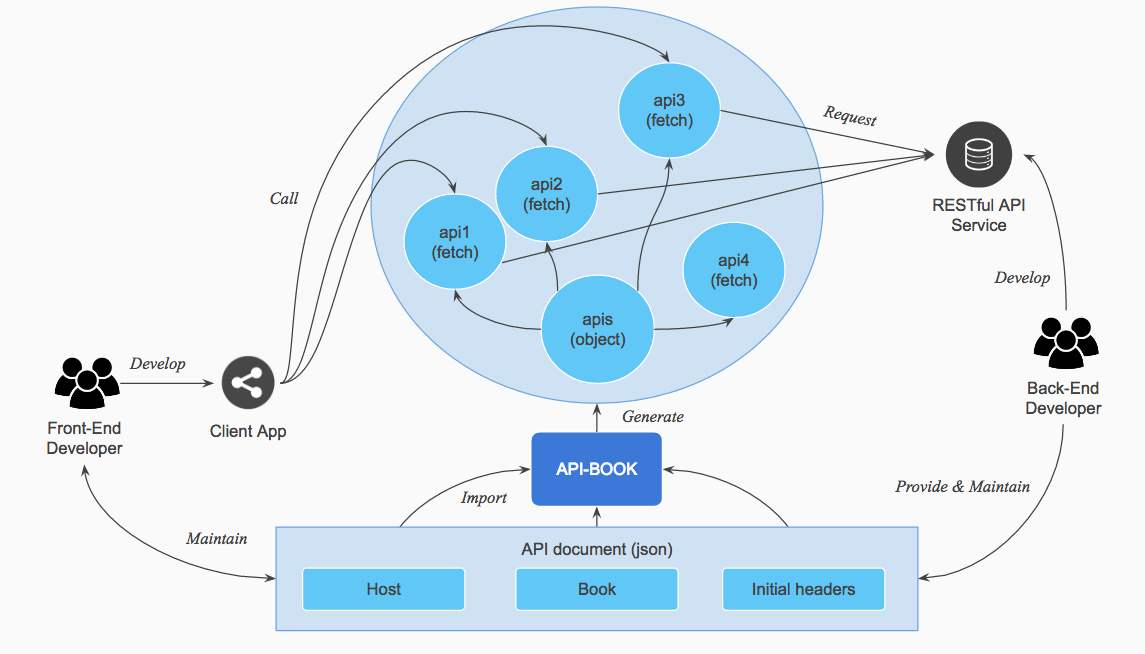 api3
(fetch)
Request
api2
(fetch)
Call
RESTful API
Service
api1
(fetch)
api4
(fetch)
Develop
apis
(object)
Develop
Back-End
Developer
Generate
Front-End
Developer
Client App
API-BOOK
Provide & Maintain
Import
Maintain
API document (json)
Host
Book
Initial headers